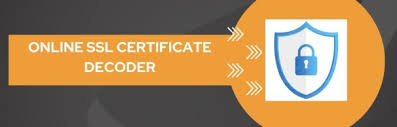 ONLINE SSL CERTIFICATE
DECODER